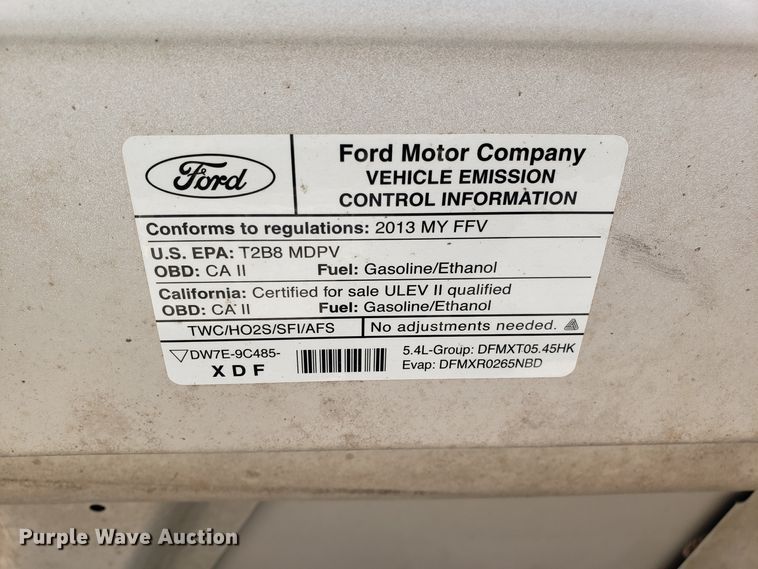 Ford
Ford Motor Company
VEHICLE EMISSION
CONTROL INFORMATION
Conforms to regulations: 2013 MY FFV
U.S. EPA: T2B8 MDPV
OBD: CA II Fuel: Gasoline/Ethanol
California: Certified for sale ULEV II qualified
OBD: CA II Fuel: Gasoline/Ethanol
TWC/HO2S/SFI/AFS No adjustments needed.
DW7E-9C485- 5.4L-Group: DFMXT05.45HK
XDF Evap: DFMXR0265NBD
Purple Wave Auction